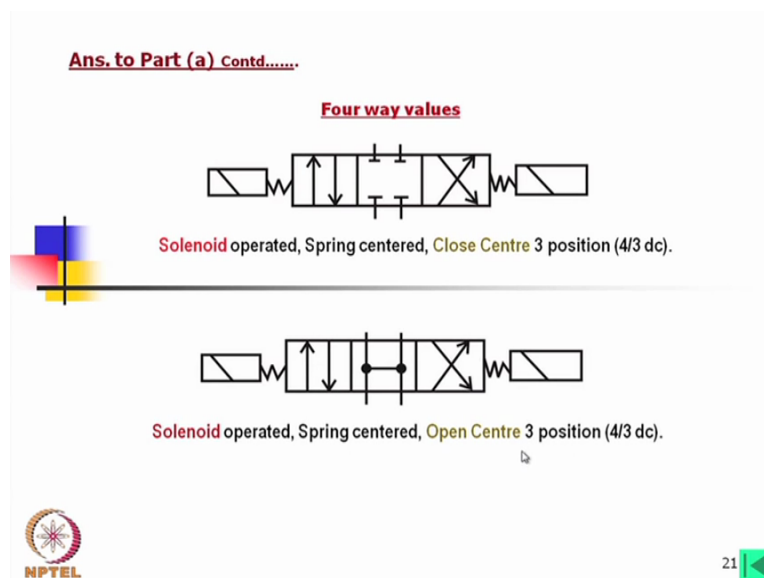 Ans. to Part (a) Contd…….
Four way values
Solenoid operated, Spring centered, Close Centre 3 position (4/3 dc).
Solenoid operated, Spring centered, Open Centre 3 position (4/3 dc).
NPTEL
21